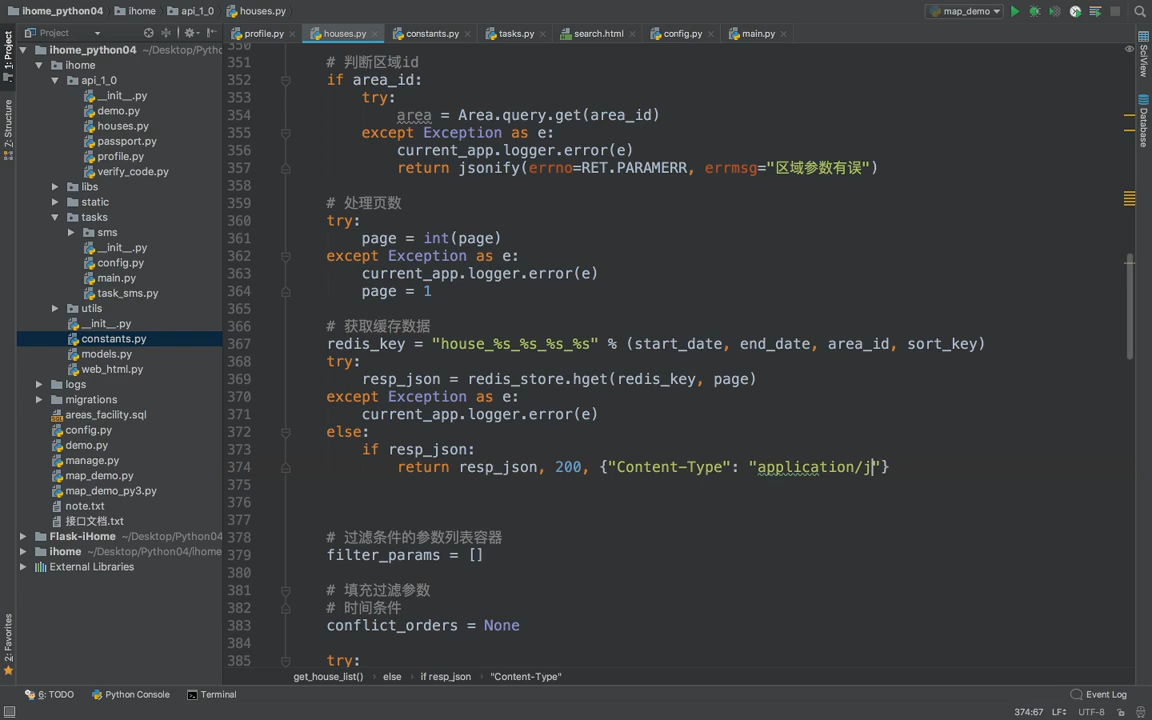 ihome_python04 ihome api_1_0 houses.py map_demo
Project profile.py houses.py constants.py tasks.py search.html config.py main.py
1: Project
7: Structure
2: Favorites
SciView
Database
ihome_python04 ~/Desktop/Pytho
ihome
api_1_0
__init__.py
demo.py
houses.py
passport.py
profile.py
verify_code.py
libs
static
tasks
sms
__init__.py
config.py
main.py
task_sms.py
utils
__init__.py
constants.py
models.py
web_html.py
logs
migrations
areas_facility.sql
config.py
demo.py
manage.py
map_demo.py
map_demo_py3.py
note.txt
接口文档.txt
Flask-iHome ~/Desktop/Python04/
ihome ~/Desktop/Python04/ihome
External Libraries
350
351 # 判断区域id
352 if area_id:
353 try:
354 area = Area.query.get(area_id)
355 except Exception as e:
356 current_app.logger.error(e)
357 return jsonify(errno=RET.PARAMERR, errmsg="区域参数有误")
358
359 # 处理页数
360 try:
361 page = int(page)
362 except Exception as e:
363 current_app.logger.error(e)
364 page = 1
365
366 # 获取缓存数据
367 redis_key = "house_%s_%s_%s_%s" % (start_date, end_date, area_id, sort_key)
368 try:
369 resp_json = redis_store.hget(redis_key, page)
370 except Exception as e:
371 current_app.logger.error(e)
372 else:
373 if resp_json:
374 return resp_json, 200, {"Content-Type": "application/j"}
375
376
377
378 # 过滤条件的参数列表容器
379 filter_params = []
380
381 # 填充过滤参数
382 # 时间条件
383 conflict_orders = None
384
385 try:
get_house_list() else if resp_json "Content-Type"
6: TODO Python Console Terminal Event Log
374:67 LF UTF-8